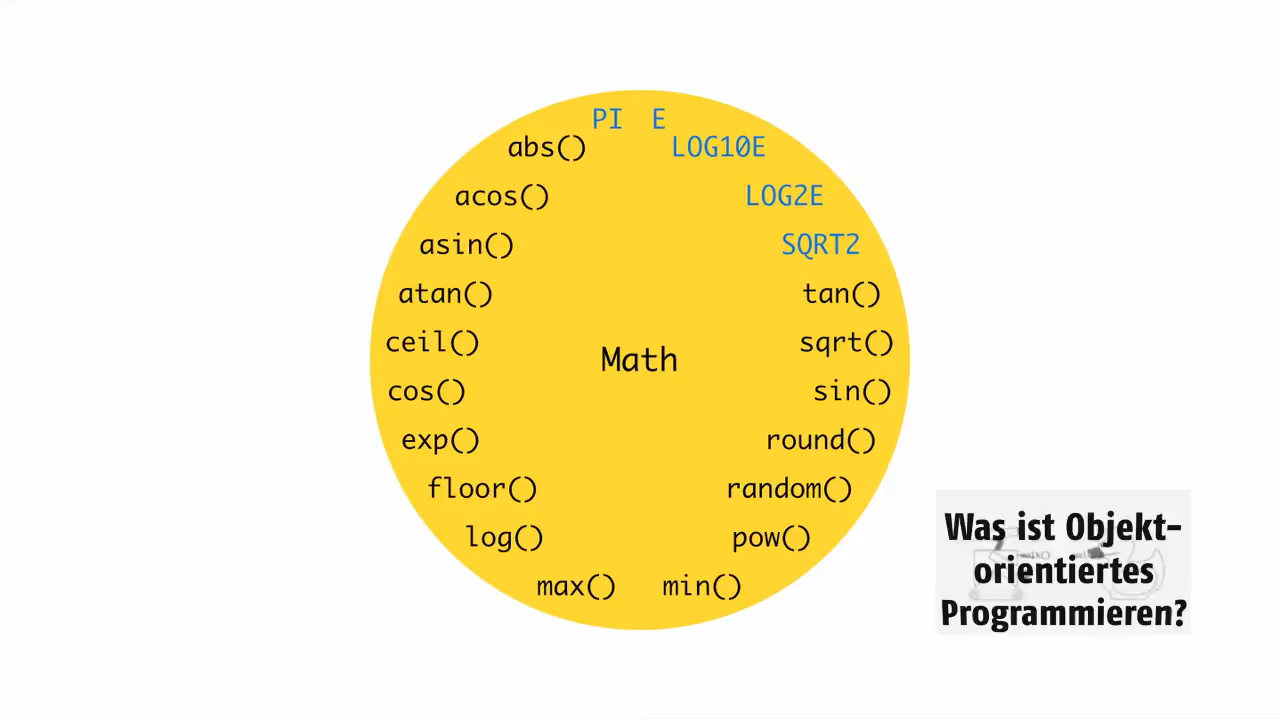 PI E
abs() LOG10E
acos() LOG2E
asin() SQRT2
atan() tan()
ceil() sqrt()
Math
cos() sin()
exp() round()
floor() random()
log() pow()
max() min()
Was ist Objekt-
orientiertes
Programmieren?